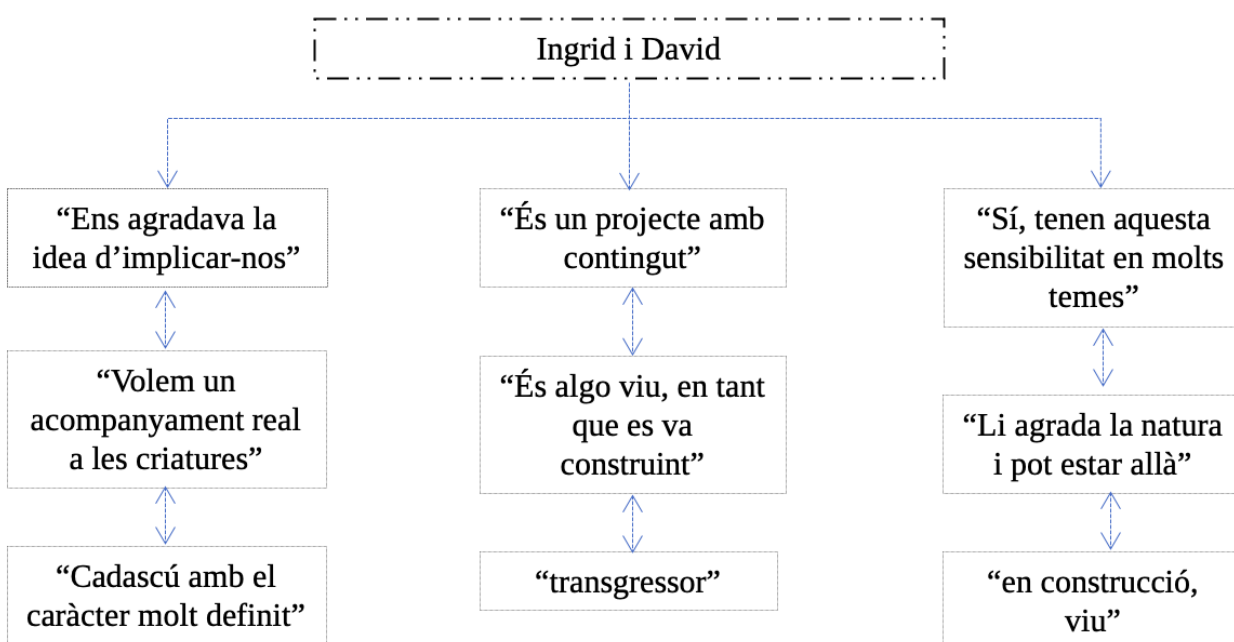 Ingrid i David
“Ens agradava la
idea d’implicar-nos”
“Volem un
acompanyament real
a les criatures”
“Cadascú amb el
caràcter molt definit”
“És un projecte amb
contingut”
“És algo viu, en tant
que es va
construint”
“transgressor”
“Sí, tenen aquesta
sensibilitat en molts
temes”
“Li agrada la natura
i pot estar allà”
“en construcció,
viu”